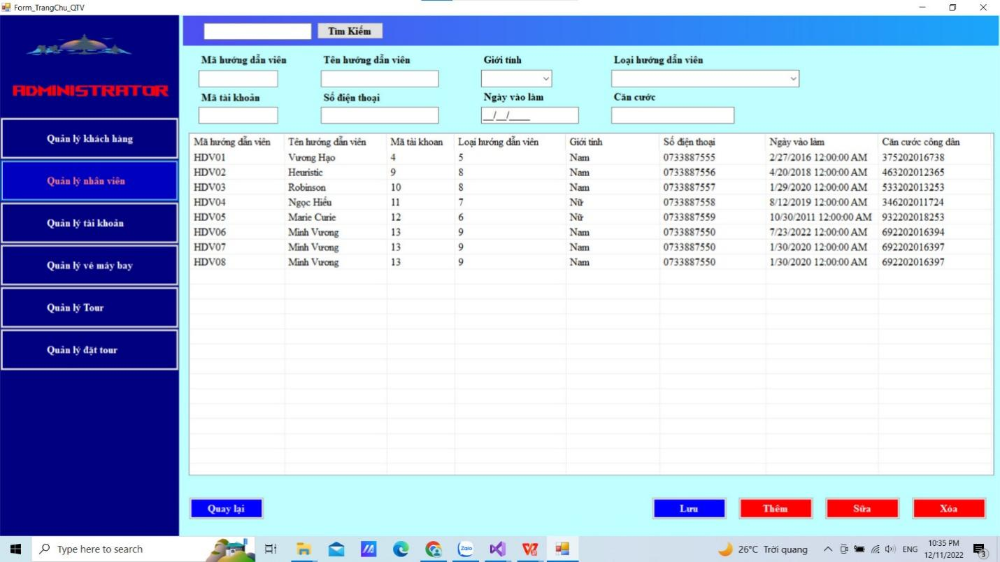 Form_TrangChu_QTV
ADMINISTRATOR
Quản lý khách hàng
Quản lý nhân viên
Quản lý tài khoản
Quản lý vé máy bay
Quản lý Tour
Quản lý đặt tour
Tìm Kiếm
Mã hướng dẫn viên Tên hướng dẫn viên Giới tính Loại hướng dẫn viên
Mã tài khoản Số điện thoại Ngày vào làm Căn cước
__/__/____
Mã hướng dẫn viên Tên hướng dẫn viên Mã tài khoan Loại hướng dẫn viên Giới tinh Số điện thoại Ngày vào làm Căn cước công dân
HDV01 Vương Hạo 4 5 Nam 0733887555 2/27/2016 12:00:00 AM 375202016738
HDV02 Heuristic 9 8 Nam 0733887556 4/20/2018 12:00:00 AM 463202012365
HDV03 Robinson 10 8 Nam 0733887557 1/29/2020 12:00:00 AM 533202013253
HDV04 Ngọc Hiếu 11 7 Nữ 0733887558 8/12/2019 12:00:00 AM 346202011724
HDV05 Marie Curie 12 6 Nữ 0733887559 10/30/2011 12:00:00 AM 932202018253
HDV06 Minh Vương 13 9 Nam 0733887550 7/23/2022 12:00:00 AM 692202016394
HDV07 Minh Vương 13 9 Nam 0733887550 1/30/2020 12:00:00 AM 692202016397
HDV08 Minh Vương 13 9 Nam 0733887550 1/30/2020 12:00:00 AM 692202016397
Quay lại Lưu Thêm Sửa Xóa
Type here to search Zalo 26°C Trời quang ENG 10:35 PM
12/11/2022 3